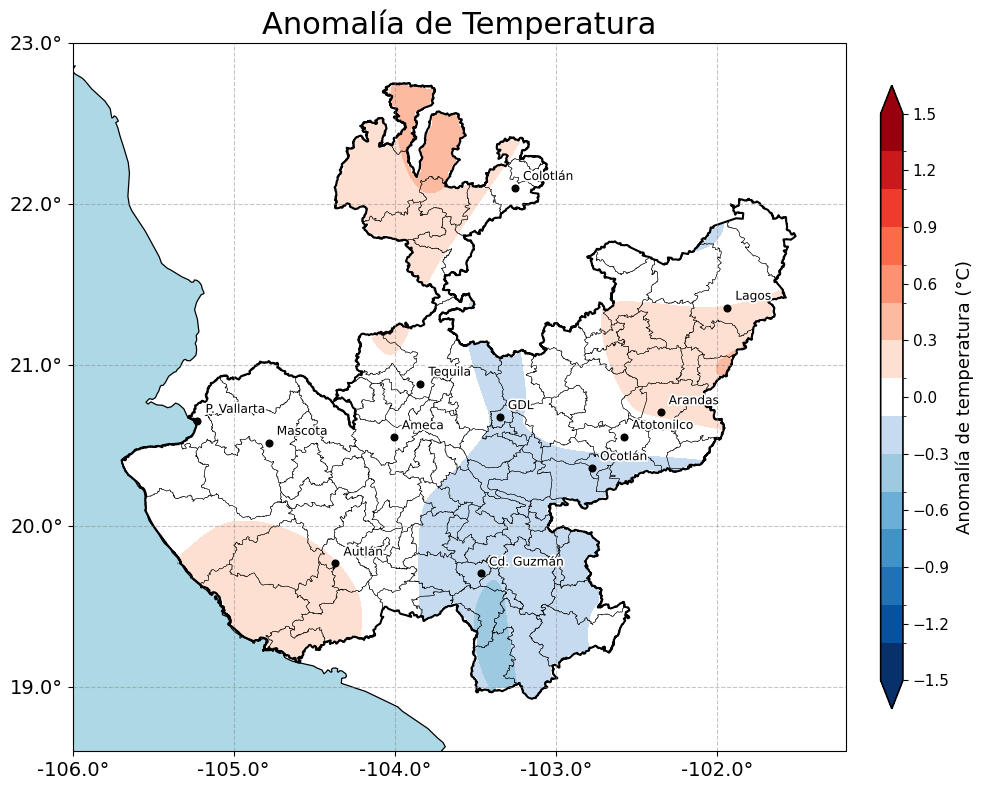 Anomalía de Temperatura
23.0°
22.0°
21.0°
20.0°
19.0°
-106.0°
-105.0°
-104.0°
-103.0°
-102.0°
Colotlán
Lagos
Tequila
Arandas
GDL
P. Vallarta
Ameca
Atotonilco
Mascota
Ocotlán
Autlán
Cd. Guzmán
1.5
1.2
0.9
0.6
0.3
0.0
−0.3
−0.6
−0.9
−1.2
−1.5
Anomalía de temperatura (°C)